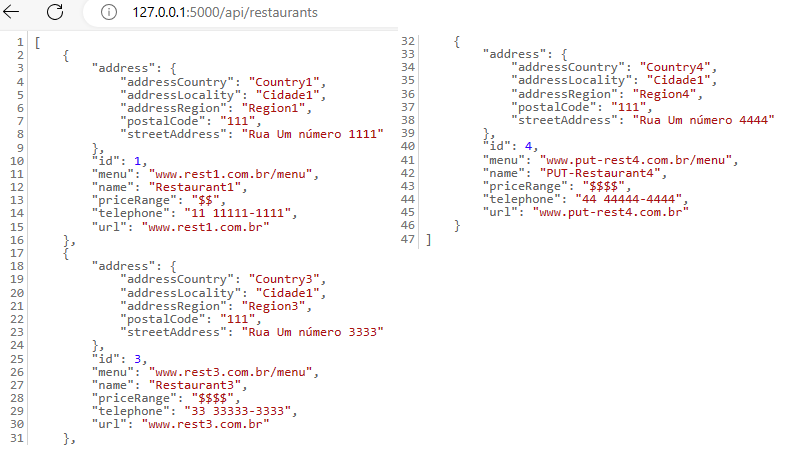 127.0.0.1:5000/api/restaurants
1 [
2 {
3 "address": {
4 "addressCountry": "Country1",
5 "addressLocality": "Cidade1",
6 "addressRegion": "Region1",
7 "postalCode": "111",
8 "streetAddress": "Rua Um número 1111"
9 },
10 "id": 1,
11 "menu": "www.rest1.com.br/menu",
12 "name": "Restaurant1",
13 "priceRange": "$$",
14 "telephone": "11 11111-1111",
15 "url": "www.rest1.com.br"
16 },
17 {
18 "address": {
19 "addressCountry": "Country3",
20 "addressLocality": "Cidade1",
21 "addressRegion": "Region3",
22 "postalCode": "111",
23 "streetAddress": "Rua Um número 3333"
24 },
25 "id": 3,
26 "menu": "www.rest3.com.br/menu",
27 "name": "Restaurant3",
28 "priceRange": "$$$$",
29 "telephone": "33 33333-3333",
30 "url": "www.rest3.com.br"
31 },
32 {
33 "address": {
34 "addressCountry": "Country4",
35 "addressLocality": "Cidade1",
36 "addressRegion": "Region4",
37 "postalCode": "111",
38 "streetAddress": "Rua Um número 4444"
39 },
40 "id": 4,
41 "menu": "www.put-rest4.com.br/menu",
42 "name": "PUT-Restaurant4",
43 "priceRange": "$$$$",
44 "telephone": "44 44444-4444",
45 "url": "www.put-rest4.com.br"
46 }
47 ]